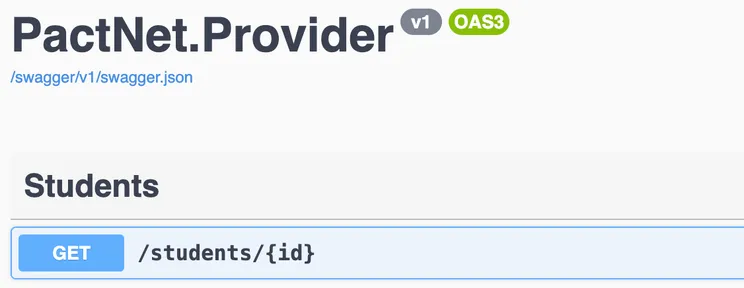 PactNet.Provider v1 OAS3
/swagger/v1/swagger.json
Students
GET /students/{id}